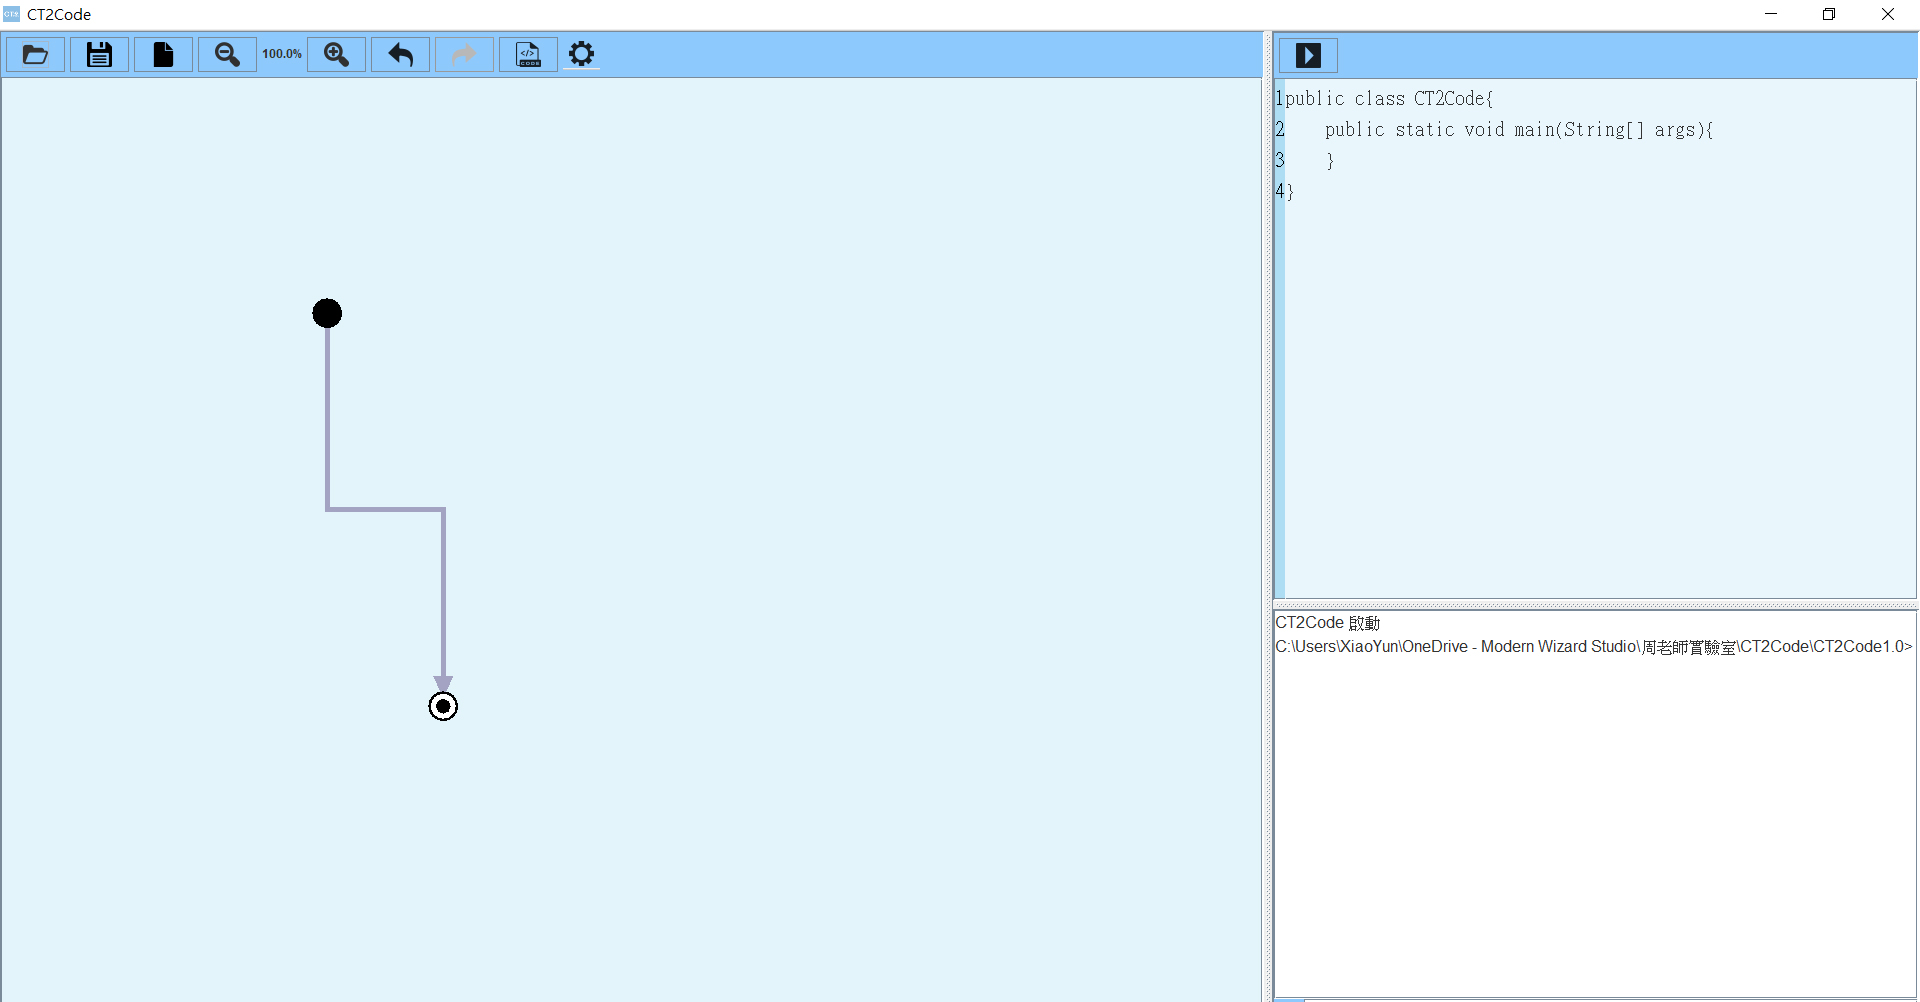 CT2Code
100.0%
1public class CT2Code{
2    public static void main(String[] args){
3    }
4}
CT2Code 啟動
C:\Users\XiaoYun\OneDrive - Modern Wizard Studio\周老師實驗室\CT2Code\CT2Code1.0>